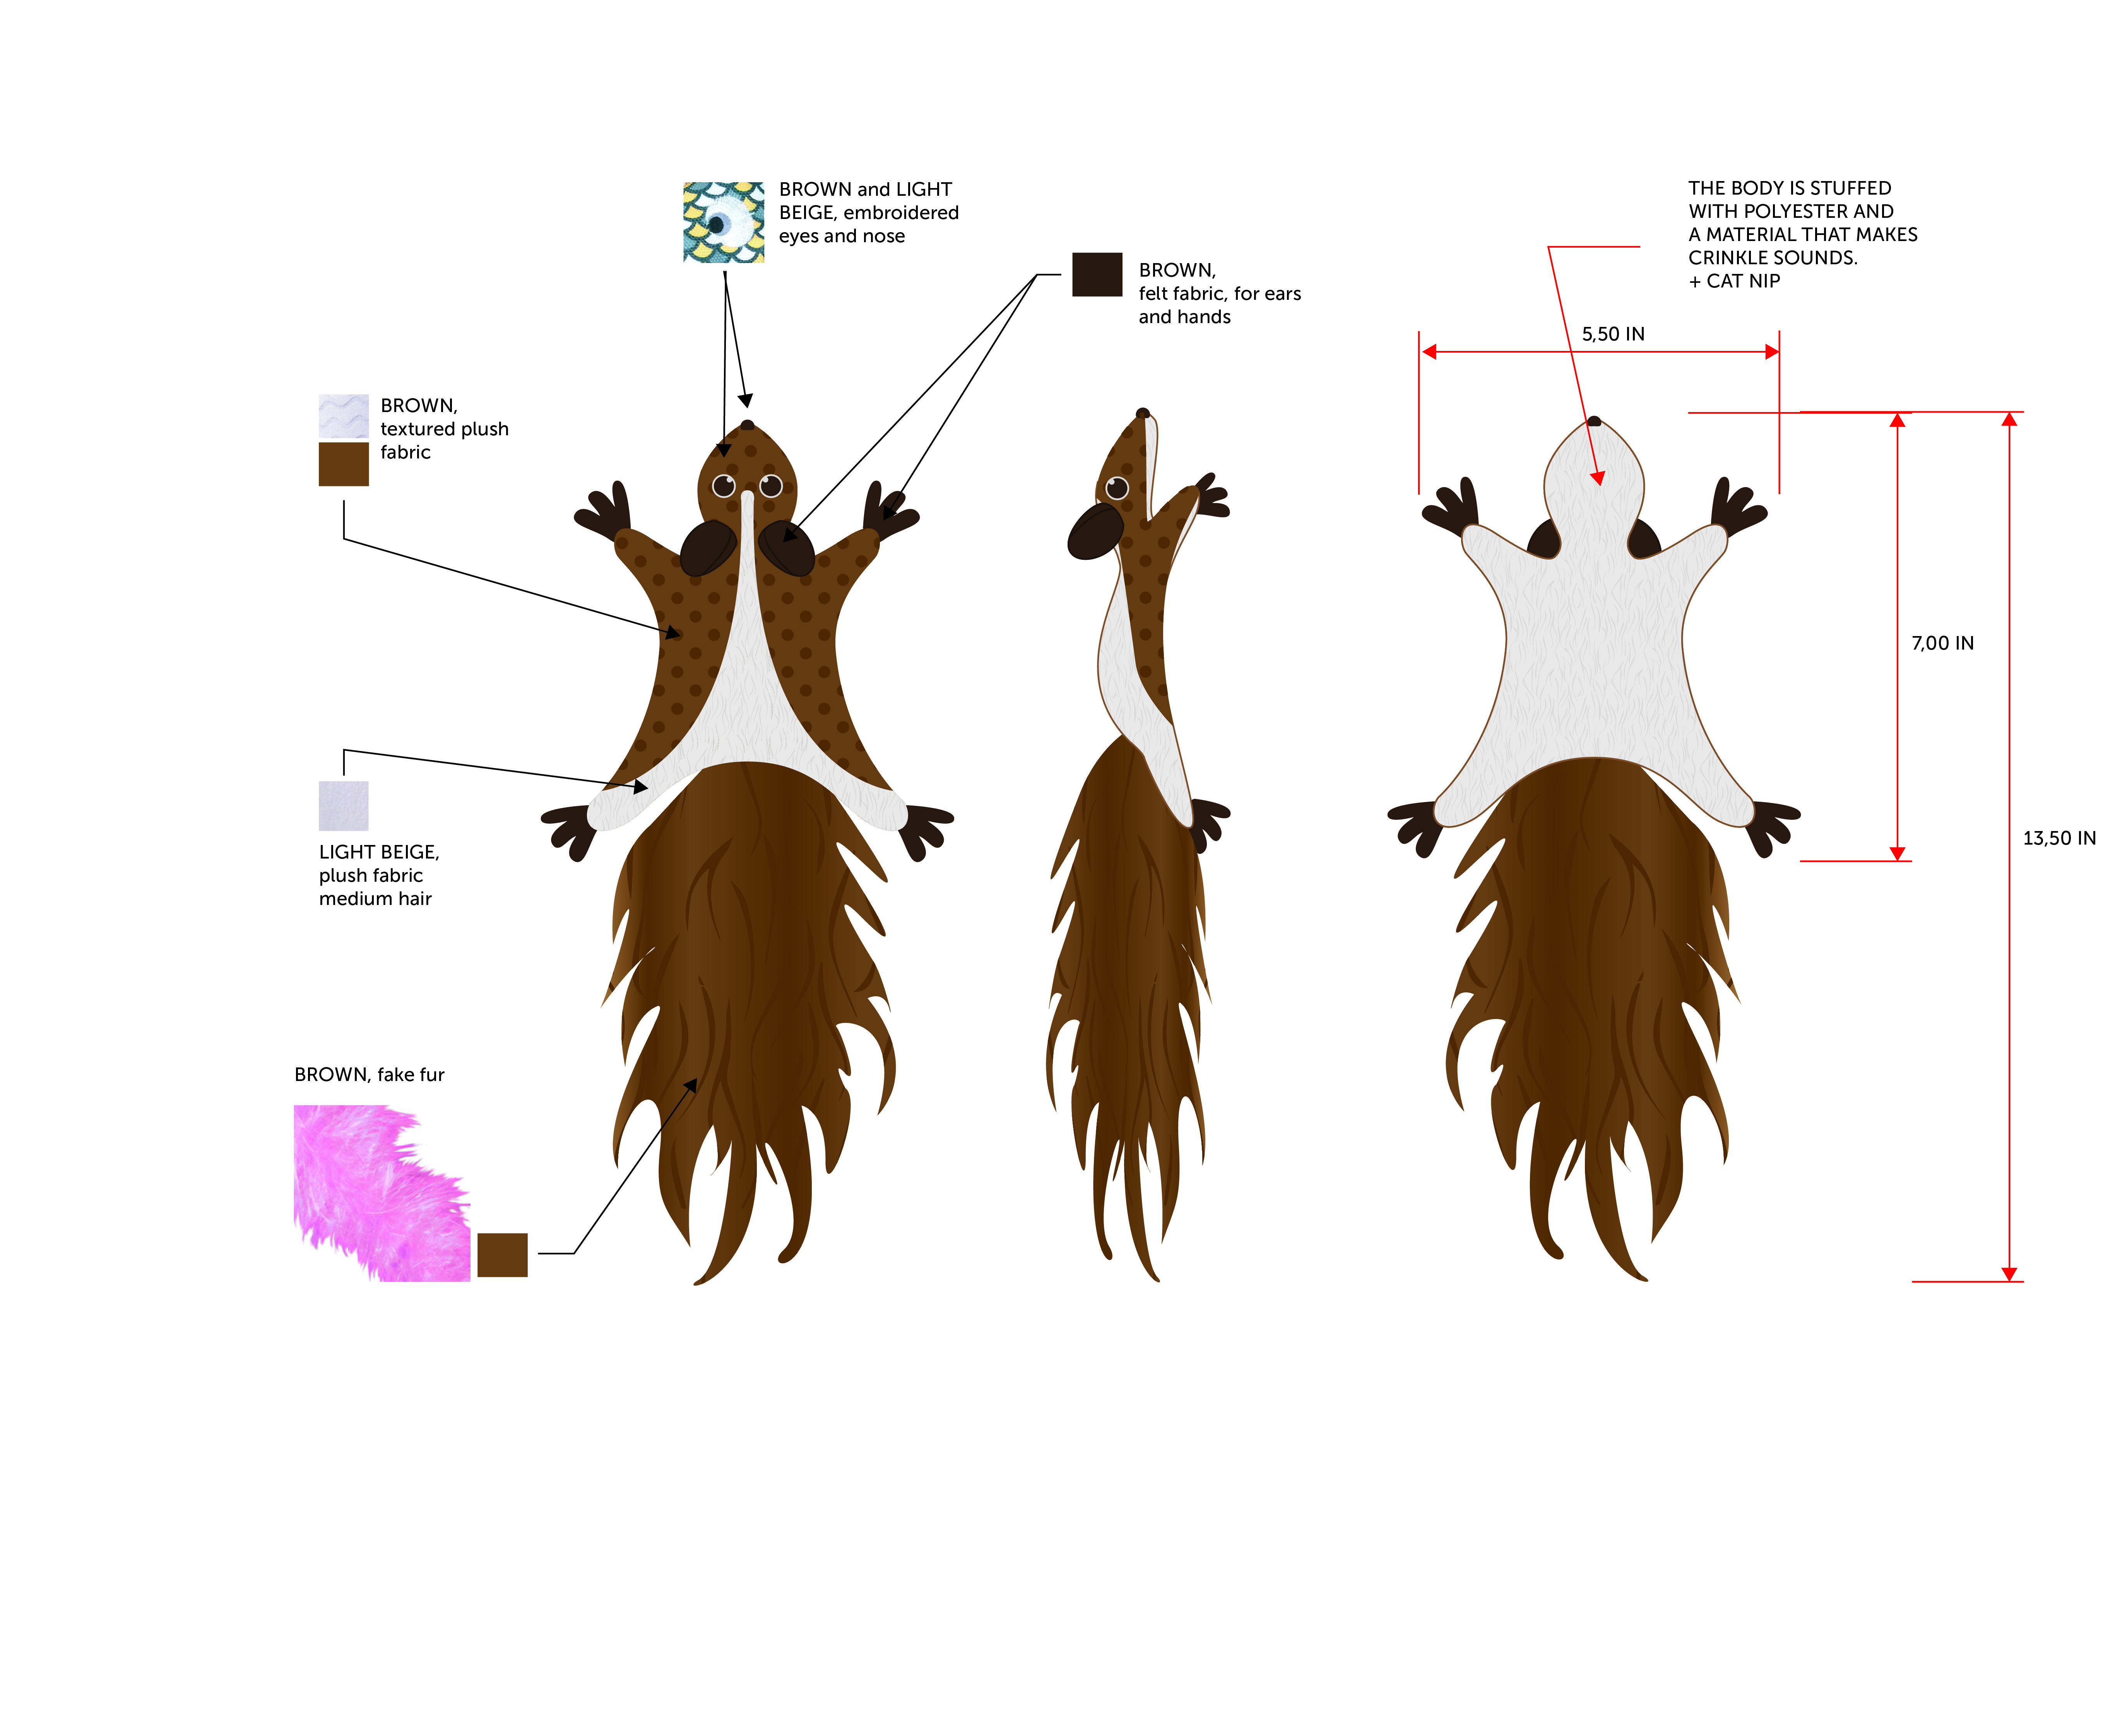 BROWN and LIGHT
BEIGE, embroidered
eyes and nose
BROWN,
felt fabric, for ears
and hands
THE BODY IS STUFFED
WITH POLYESTER AND
A MATERIAL THAT MAKES
CRINKLE SOUNDS.
+ CAT NIP
5,50 IN
BROWN,
textured plush
fabric
7,00 IN
13,50 IN
LIGHT BEIGE,
plush fabric
medium hair
BROWN, fake fur